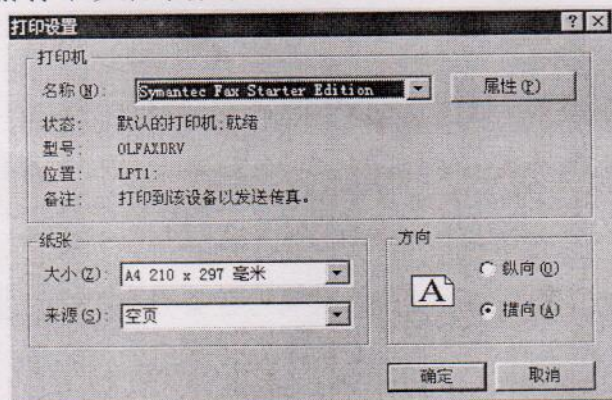 打印设置
打印机
名称(N): Symantec Fax Starter Edition 属性(P)
状态: 默认的打印机;就绪
型号: OLFAXDRV
位置: LPT1:
备注: 打印到该设备以发送传真。
纸张
大小(Z): A4 210 x 297 毫米
来源(S): 空页
方向
A
纵向(O)
横向(A)
确定 取消